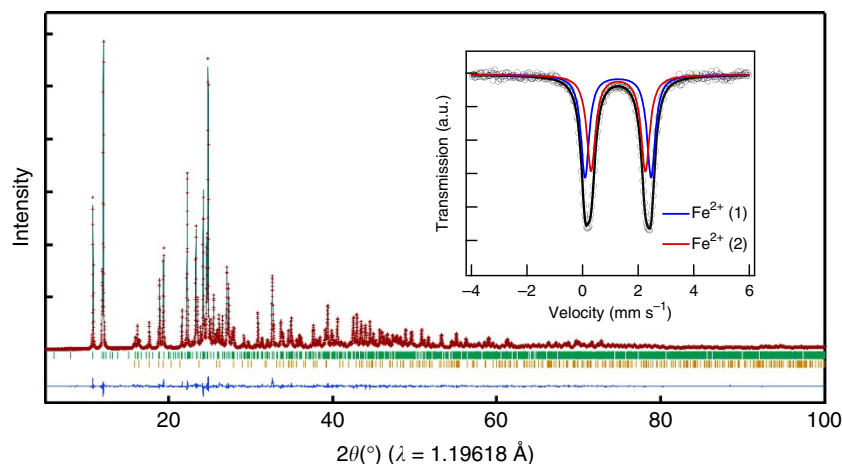 Intensity
Transmission (a.u.)
Fe²⁺ (1)
Fe²⁺ (2)
−4 −2 0 2 4 6
Velocity (mm s⁻¹)
20 40 60 80 100
2θ(°) (λ = 1.19618 Å)